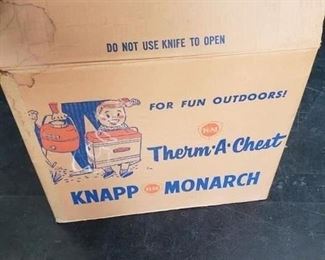 DO NOT USE KNIFE TO OPEN
FOR FUN OUTDOORS!
K·M
Therm·A·Chest
KNAPP K·M MONARCH